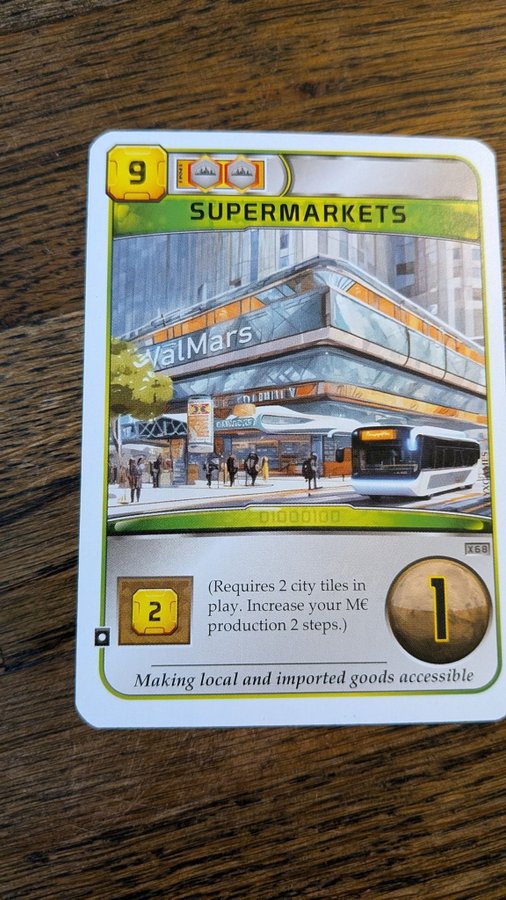 9
SUPERMARKETS
ValMars
01000100
X68
2
(Requires 2 city tiles in
play. Increase your M€
production 2 steps.)
1
Making local and imported goods accessible